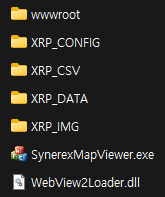 wwwroot
XRP_CONFIG
XRP_CSV
XRP_DATA
XRP_IMG
SynerexMapViewer.exe
WebView2Loader.dll